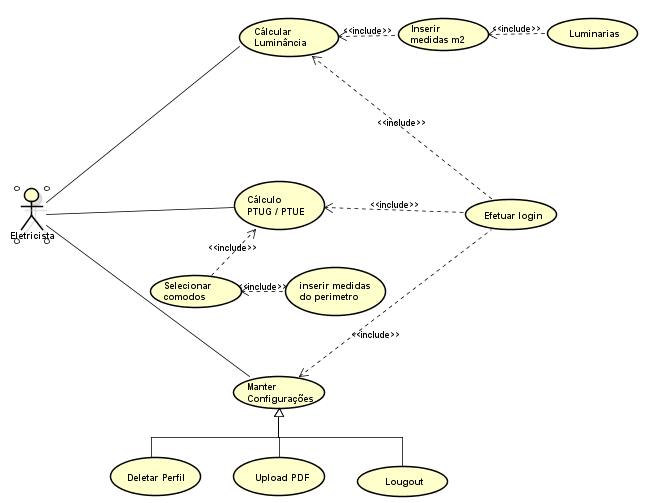 Cálcular
Luminância
<<include>>
Inserir
medidas m2
<<include>>
Luminarias
<<include>>
Eletricista
Cálculo
PTUG / PTUE
<<include>>
Efetuar login
<<include>>
Selecionar
comodos
<<include>>
inserir medidas
do perimetro
<<include>>
Manter
Configurações
Deletar Perfil
Upload PDF
Lougout